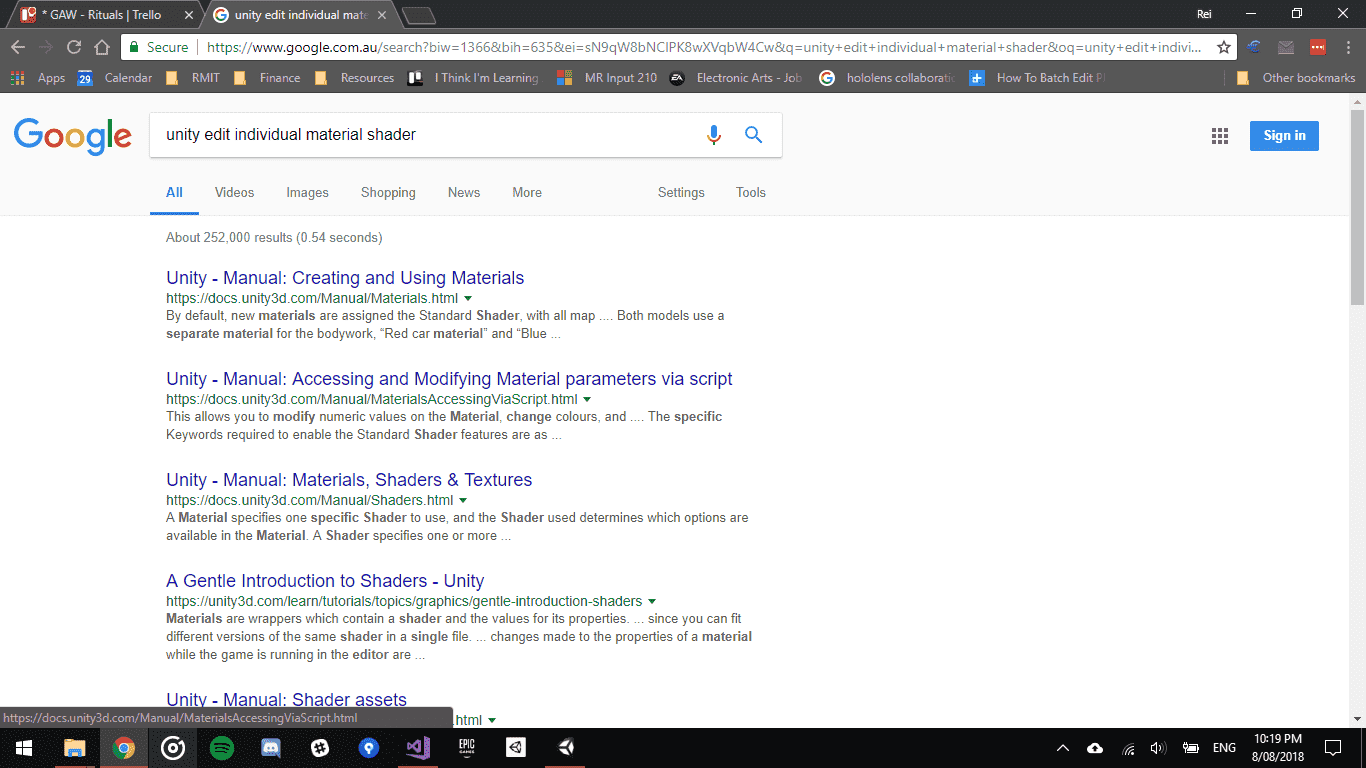 * GAW - Rituals | Trello
unity edit individual mate
Rei
Secure
https://www.google.com.au/search?biw=1366&bih=635&ei=sN9qW8bNCIPK8wXVqbW4Cw&q=unity+edit+individual+material+shader&oq=unity+edit+indivi...
Apps
29
Calendar
RMIT
Finance
Resources
I Think I'm Learning
MR Input 210
EA
Electronic Arts - Job
hololens collaboratio
How To Batch Edit P
Other bookmarks
Google
unity edit individual material shader
Sign in
All
Videos
Images
Shopping
News
More
Settings
Tools
About 252,000 results (0.54 seconds)
Unity - Manual: Creating and Using Materials
https://docs.unity3d.com/Manual/Materials.html
By default, new materials are assigned the Standard Shader, with all map .... Both models use a
separate material for the bodywork, “Red car material” and “Blue ...
Unity - Manual: Accessing and Modifying Material parameters via script
https://docs.unity3d.com/Manual/MaterialsAccessingViaScript.html
This allows you to modify numeric values on the Material, change colours, and .... The specific
Keywords required to enable the Standard Shader features are as ...
Unity - Manual: Materials, Shaders & Textures
https://docs.unity3d.com/Manual/Shaders.html
A Material specifies one specific Shader to use, and the Shader used determines which options are
available in the Material. A Shader specifies one or more ...
A Gentle Introduction to Shaders - Unity
https://unity3d.com/learn/tutorials/topics/graphics/gentle-introduction-shaders
Materials are wrappers which contain a shader and the values for its properties. ... since you can fit
different versions of the same shader in a single file. ... changes made to the properties of a material
while the game is running in the editor are ...
Unity - Manual: Shader assets
.html
https://docs.unity3d.com/Manual/MaterialsAccessingViaScript.html
EPIC
GAMES
ENG
10:19 PM
8/08/2018